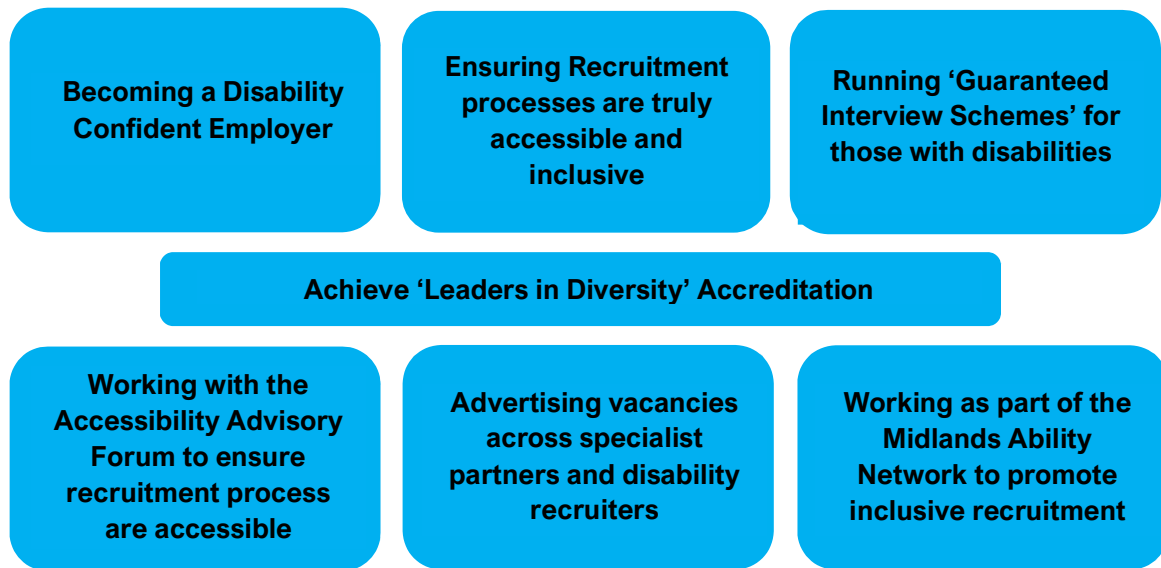 Becoming a Disability
Confident Employer
Ensuring Recruitment
processes are truly
accessible and
inclusive
Running ‘Guaranteed
Interview Schemes’ for
those with disabilities
Achieve ‘Leaders in Diversity’ Accreditation
Working with the
Accessibility Advisory
Forum to ensure
recruitment process
are accessible
Advertising vacancies
across specialist
partners and disability
recruiters
Working as part of the
Midlands Ability
Network to promote
inclusive recruitment